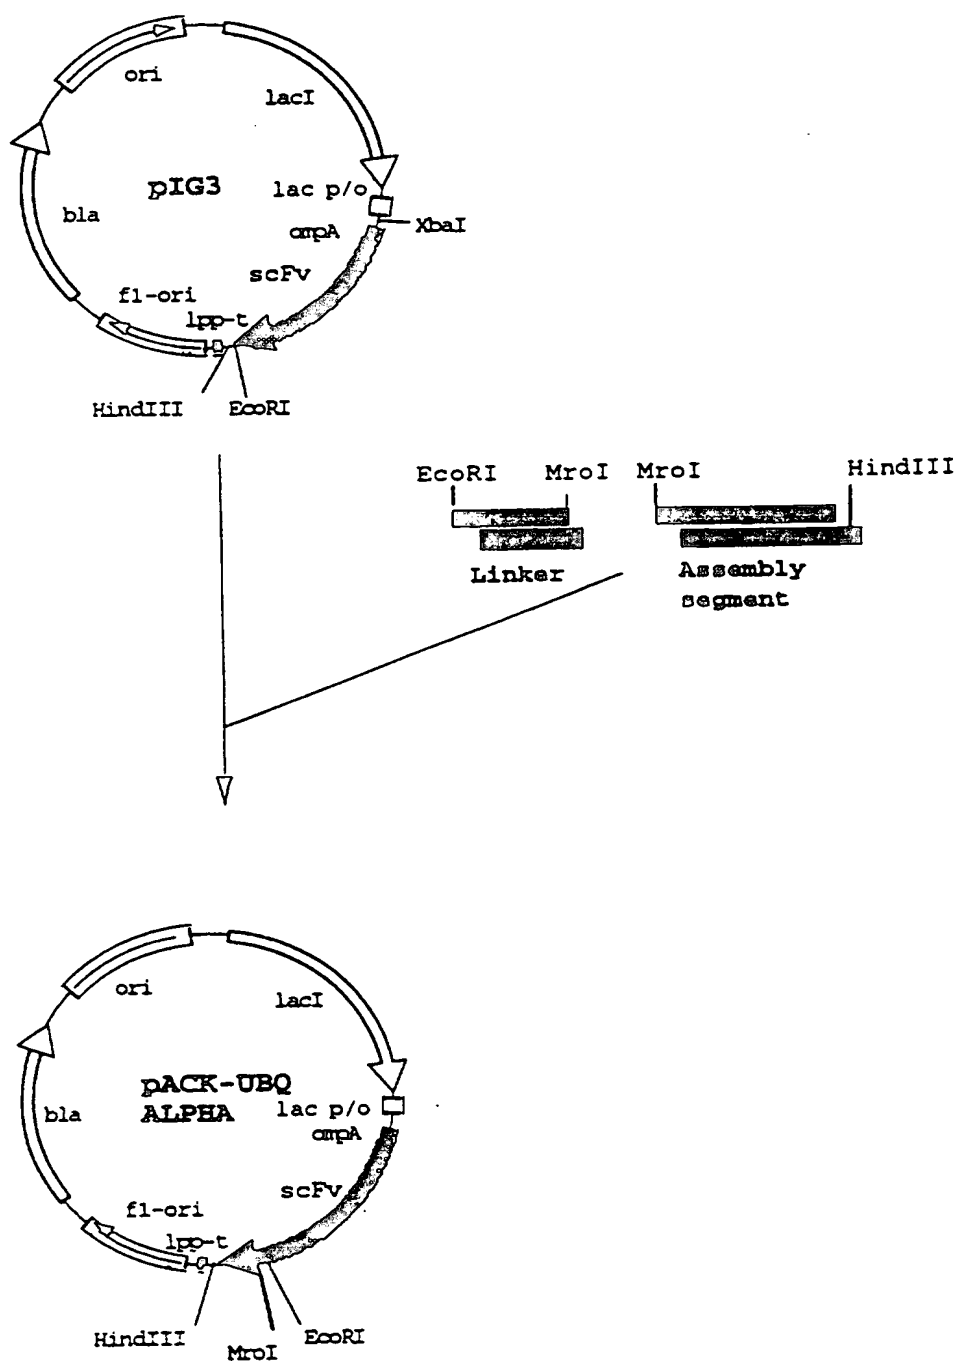 ori
lacI
pIG3
lac p/o
bla
ompA
XbaI
scFv
f1-ori
lpp-t
HindIII
EcoRI
EcoRI
MroI
MroI
HindIII
Linker
Assembly
segment
ori
lacI
pACK-UBQ
ALPHA
bla
lac p/o
ompA
scFv
f1-ori
lpp-t
HindIII
MroI
EcoRI